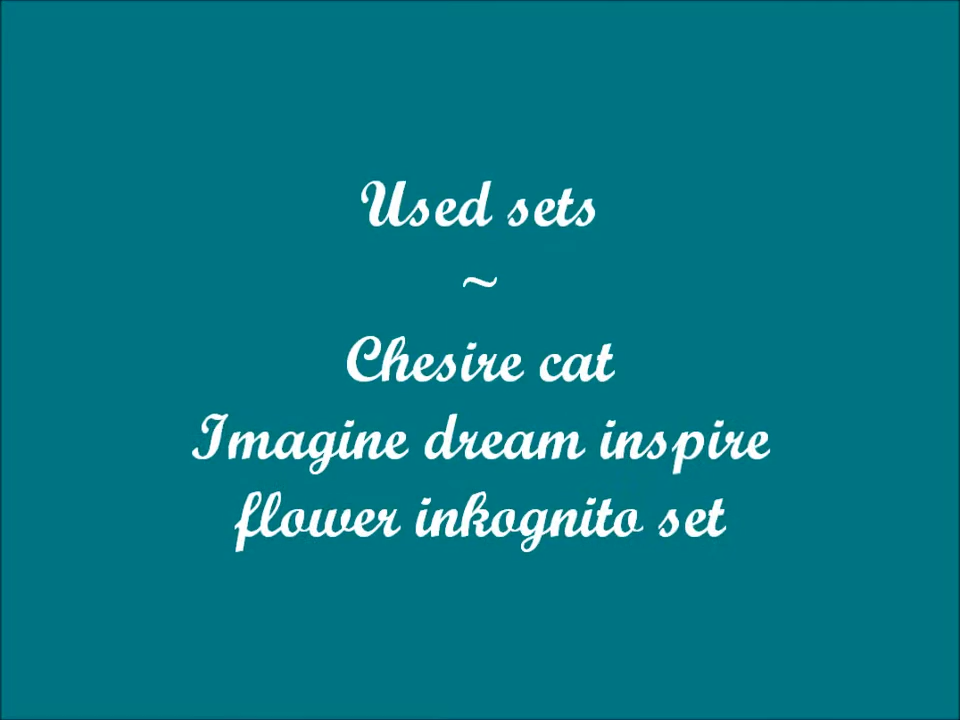 Used sets
~
Chesire cat
Imagine dream inspire
flower inkognito set